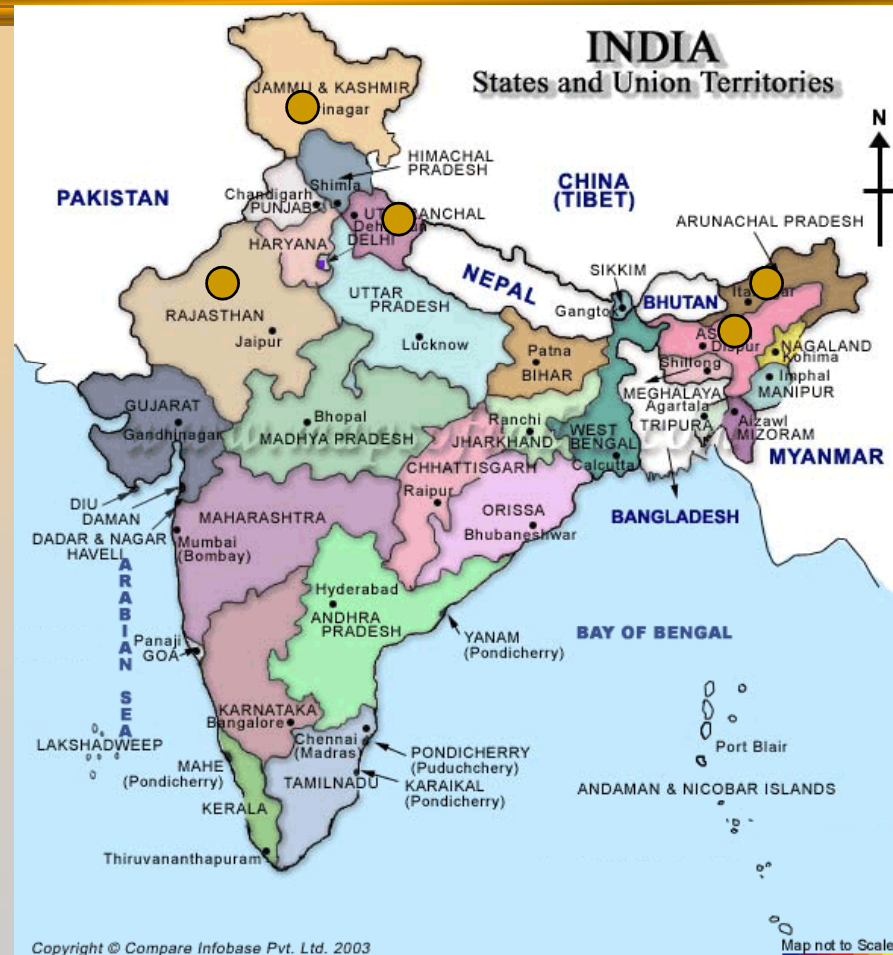 INDIA
States and Union Territories
N
JAMMU & KASHMIR
inagar
HIMACHAL
PRADESH
PAKISTAN
CHINA
(TIBET)
Shimla
Chandigarh
PUNJAB
ARUNACHAL PRADESH
HARYANA
DELHI
NEPAL
SIKKIM
BHUTAN
Gangtok
UTTAR
PRADESH
RAJASTHAN
Jaipur
Lucknow
Dispur
NAGALAND
Kohima
Patna
BIHAR
Shillong
Imphal
MANIPUR
MEGHALAYA
Agartala
TRIPURA
Aizawl
MIZORAM
GUJARAT
Gandhinagar
Bhopal
MADHYA PRADESH
Ranchi
JHARKHAND
WEST
BENGAL
Calcutta
MYANMAR
CHHATTISGARH
Raipur
DIU
DAMAN
DADAR & NAGAR
HAVELI
MAHARASHTRA
Mumbai
(Bombay)
ORISSA
Bhubaneshwar
BANGLADESH
ARABIAN SEA
Hyderabad
ANDHRA
PRADESH
YANAM
(Pondicherry)
BAY OF BENGAL
Panaji
GOA
KARNATAKA
Bangalore
LAKSHADWEEP
Chennai
(Madras)
PONDICHERRY
(Puduchchery)
Port Blair
MAHE
(Pondicherry)
TAMILNADU
KARAIKAL
(Pondicherry)
ANDAMAN & NICOBAR ISLANDS
KERALA
Thiruvananthapuram
Copyright © Compare Infobase Pvt. Ltd. 2003
Map not to Scale